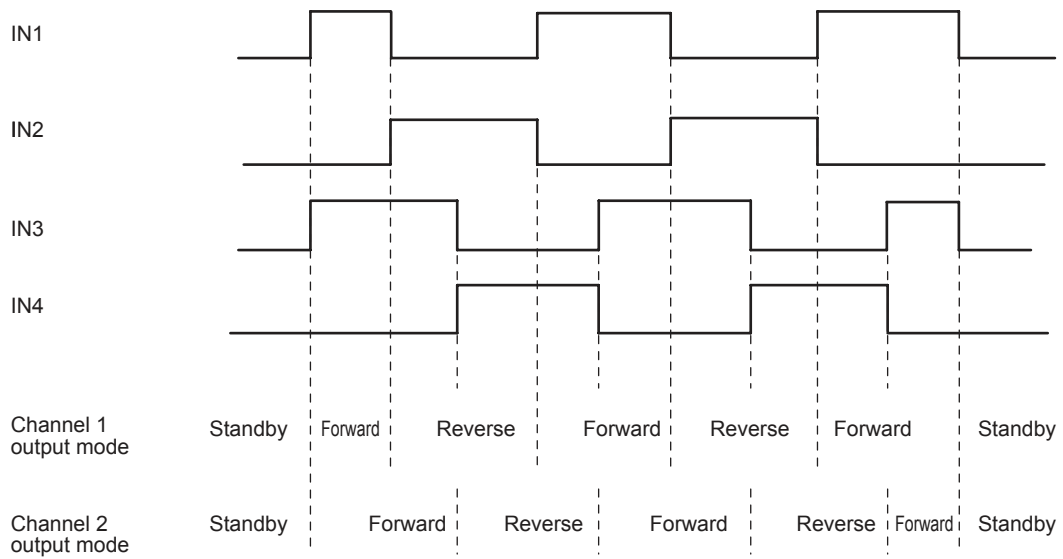 IN1
IN2
IN3
IN4
Channel 1
output mode
Standby Forward Reverse Forward Reverse Forward Standby
Channel 2
output mode
Standby Forward Reverse Forward Reverse Forward Standby